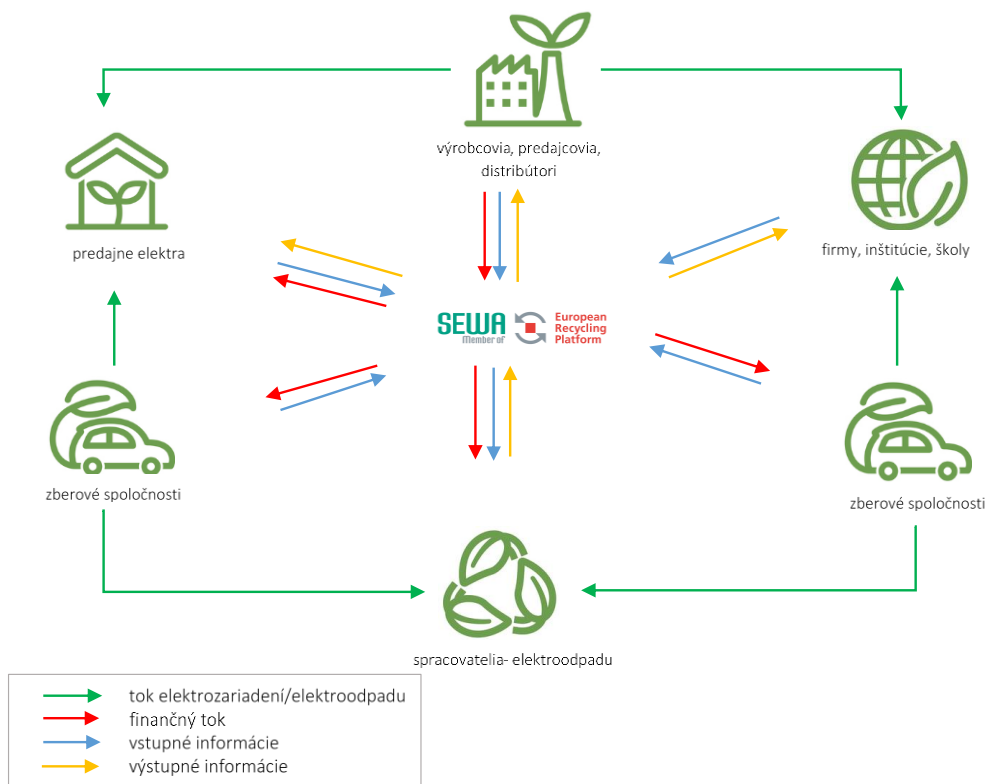 výrobcovia, predajcovia,
distribútori
predajne elektra
firmy, inštitúcie, školy
SEWA
Member of
European
Recycling
Platform
zberové spoločnosti
zberové spoločnosti
spracovatelia- elektroodpadu
tok elektrozariadení/elektroodpadu
finančný tok
vstupné informácie
výstupné informácie